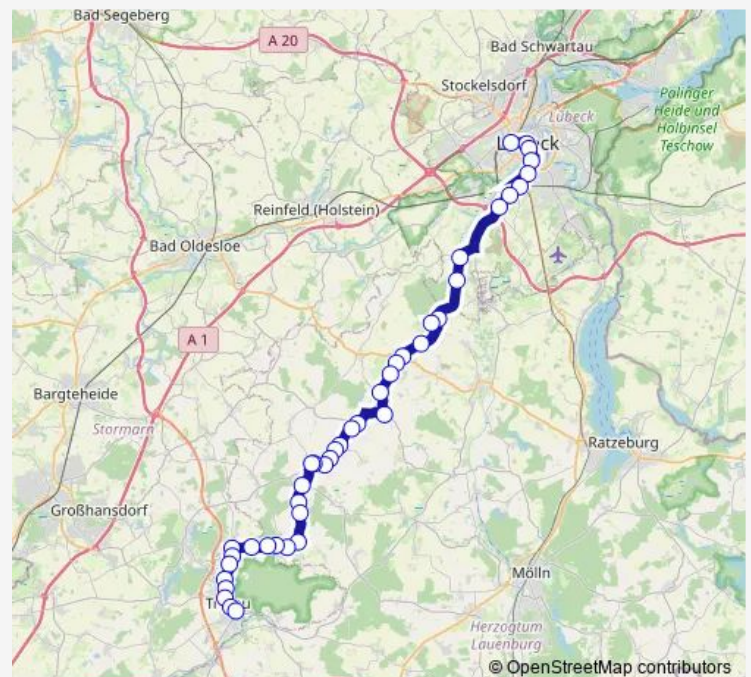 Bad Segeberg
A 20
Bad Schwartau
Stockelsdorf
Palinger
Heide und
Halbinsel
Teschow
Lübeck
Reinfeld (Holstein)
Bad Oldesloe
A 1
Bargteheide
Stormarn
Ratzeburg
Großhansdorf
Mölln
Herzogtum
Lauenburg
© OpenStreetMap contributors